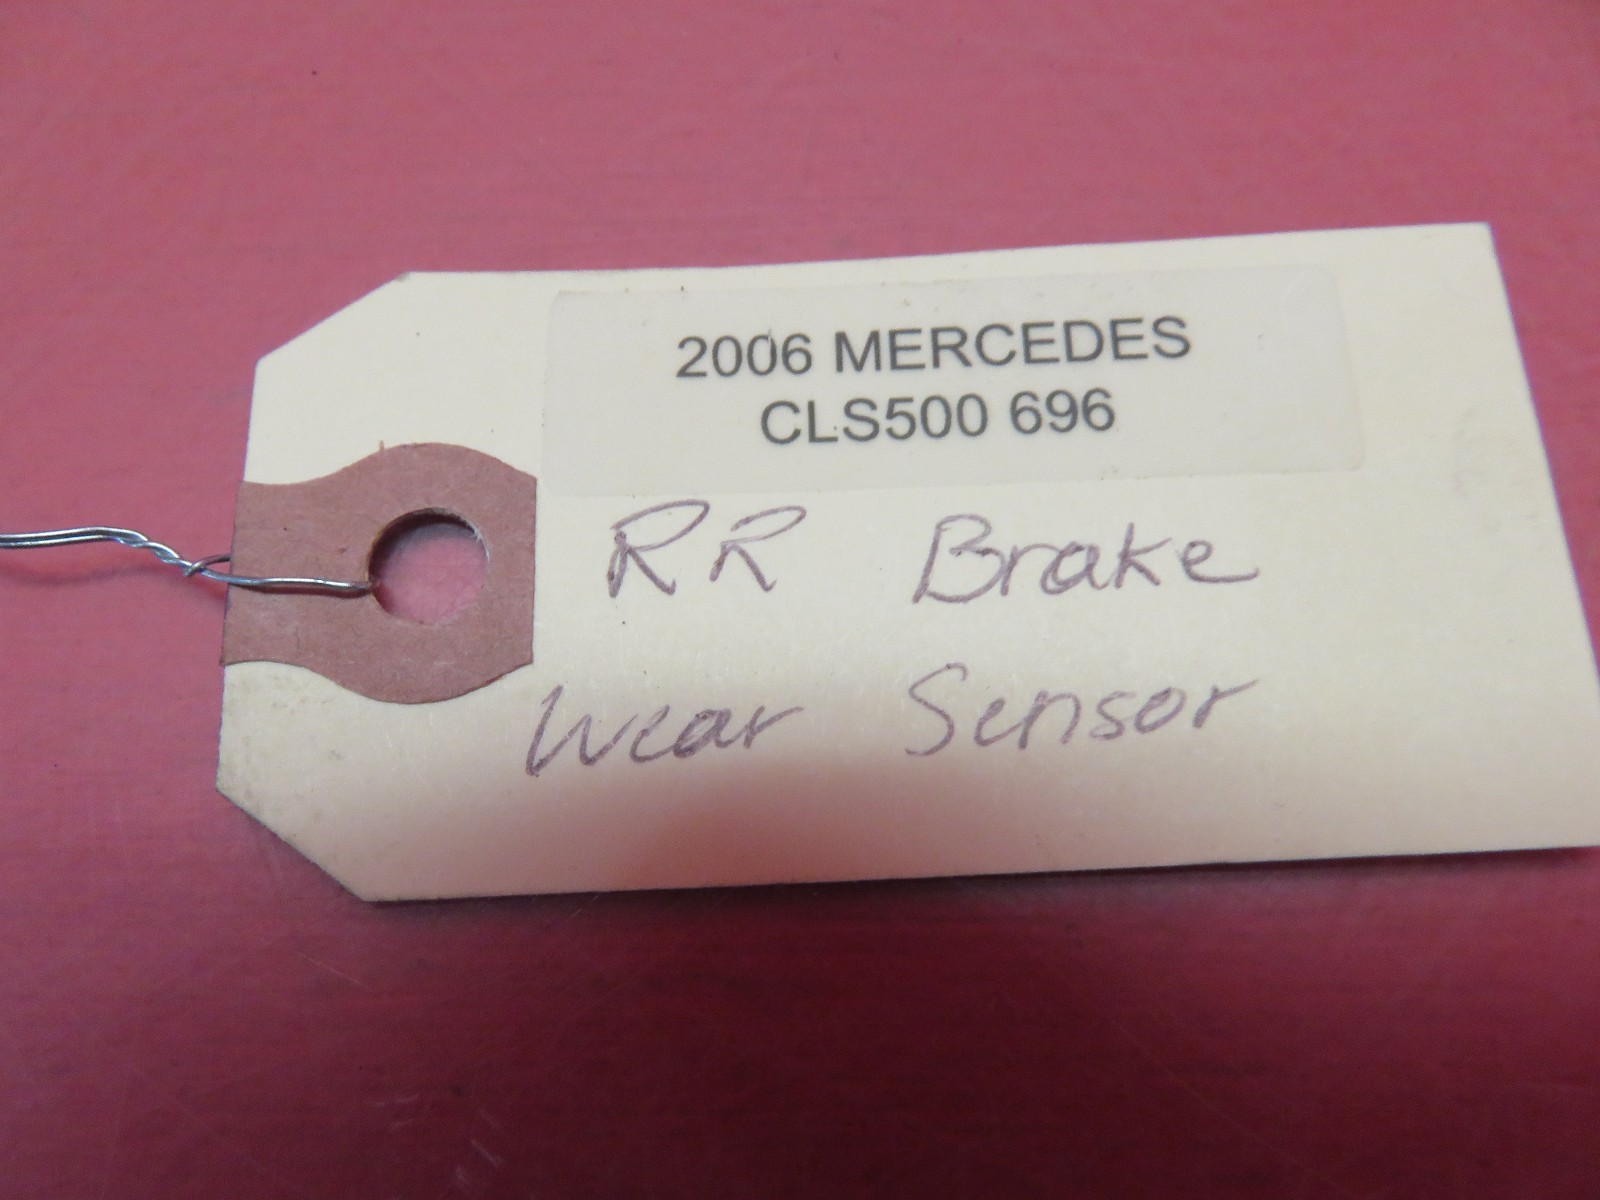 2006 MERCEDES
CLS500 696
RR Brake
Wear Sensor